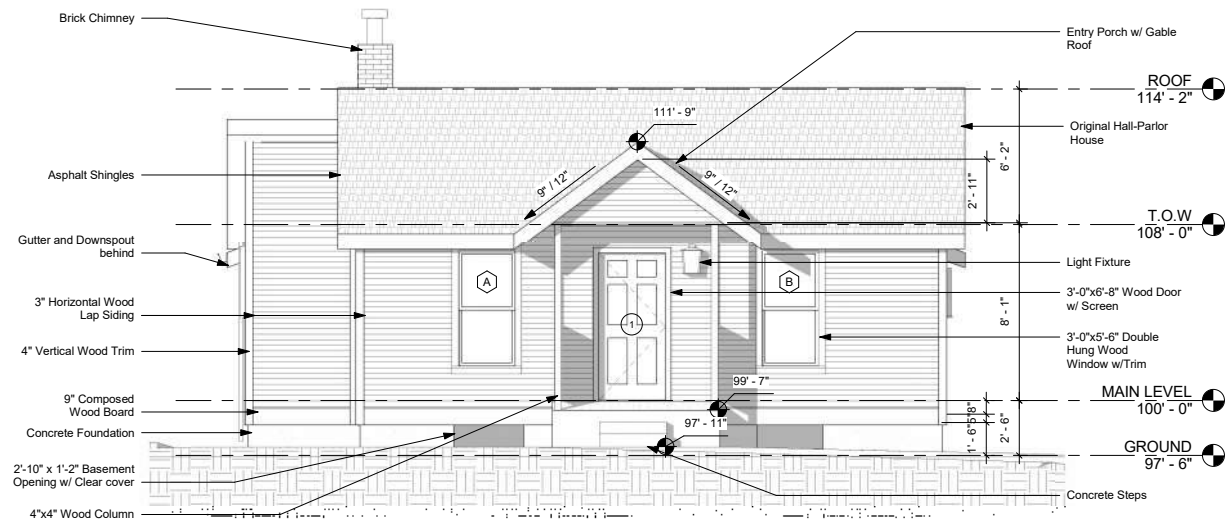 Brick Chimney
Asphalt Shingles
Gutter and Downspout
behind
3" Horizontal Wood
Lap Siding
4" Vertical Wood Trim
9" Composed
Wood Board
Concrete Foundation
2'-10" x 1'-2" Basement
Opening w/ Clear cover
4"x4" Wood Column
111' - 9"
9" / 12"
9" / 12"
A
B
1
99' - 7"
97' - 11"
Entry Porch w/ Gable
Roof
Original Hall-Parlor
House
Light Fixture
3'-0"x6'-8" Wood Door
w/ Screen
3'-0"x5'-6" Double
Hung Wood
Window w/Trim
Concrete Steps
2' - 11"
6' - 2"
8' - 1"
1' - 6"
2' - 6"
ROOF
114' - 2"
T.O.W
108' - 0"
MAIN LEVEL
100' - 0"
GROUND
97' - 6"